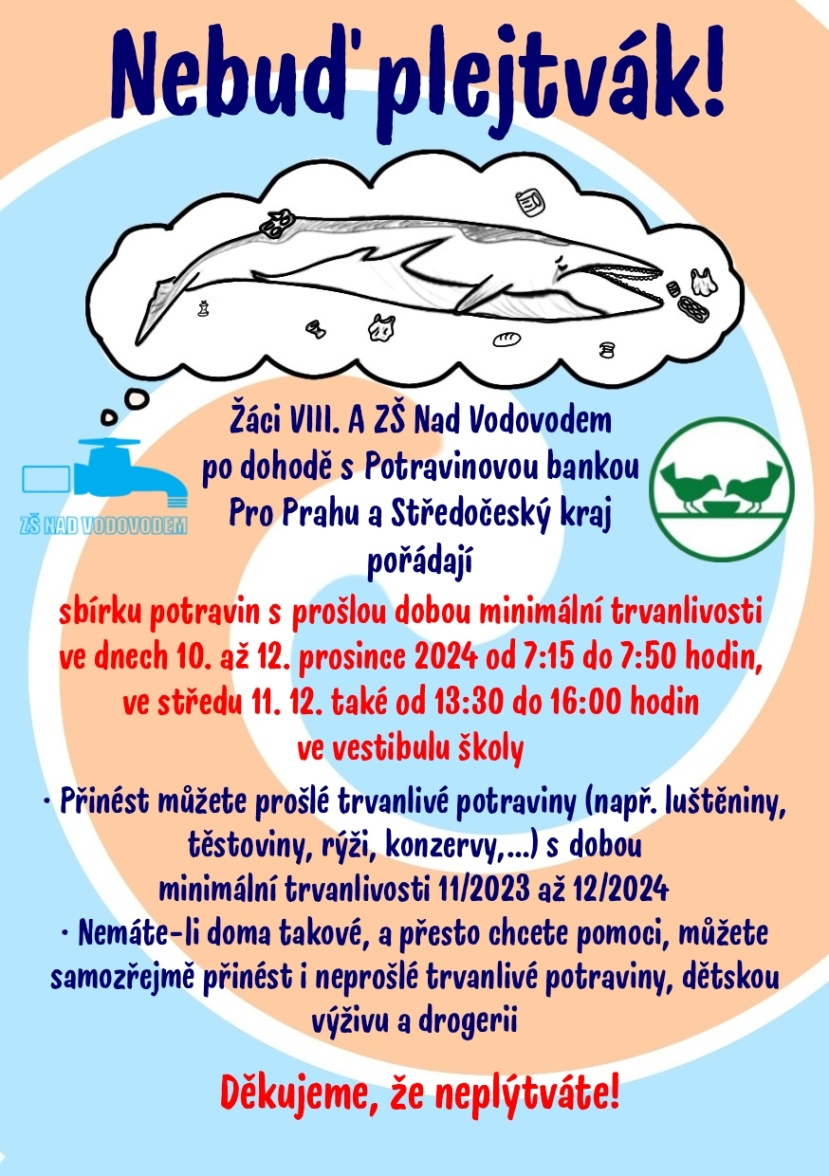 Nebuď plejtvák!
Žáci VIII. A ZŠ Nad Vodovodem
po dohodě s Potravinovou bankou
Pro Prahu a Středočeský kraj
pořádají
ZŠ NAD VODOVODEM
sbírku potravin s prošlou dobou minimální trvanlivosti
ve dnech 10. až 12. prosince 2024 od 7:15 do 7:50 hodin,
ve středu 11. 12. také od 13:30 do 16:00 hodin
ve vestibulu školy
· Přinést můžete prošlé trvanlivé potraviny (např. luštěniny,
těstoviny, rýži, konzervy,...) s dobou
minimální trvanlivosti 11/2023 až 12/2024
· Nemáte-li doma takové, a přesto chcete pomoci, můžete
samozřejmě přinést i neprošlé trvanlivé potraviny, dětskou
výživu a drogerii
Děkujeme, že neplýtváte!